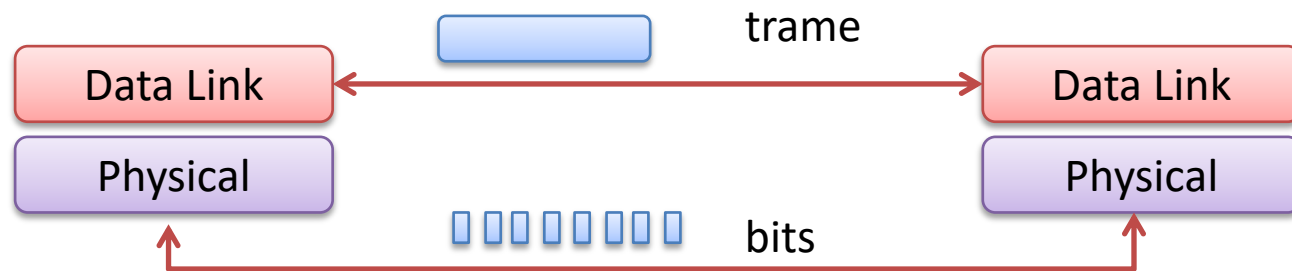 trame
Data Link
Data Link
Physical
Physical
bits